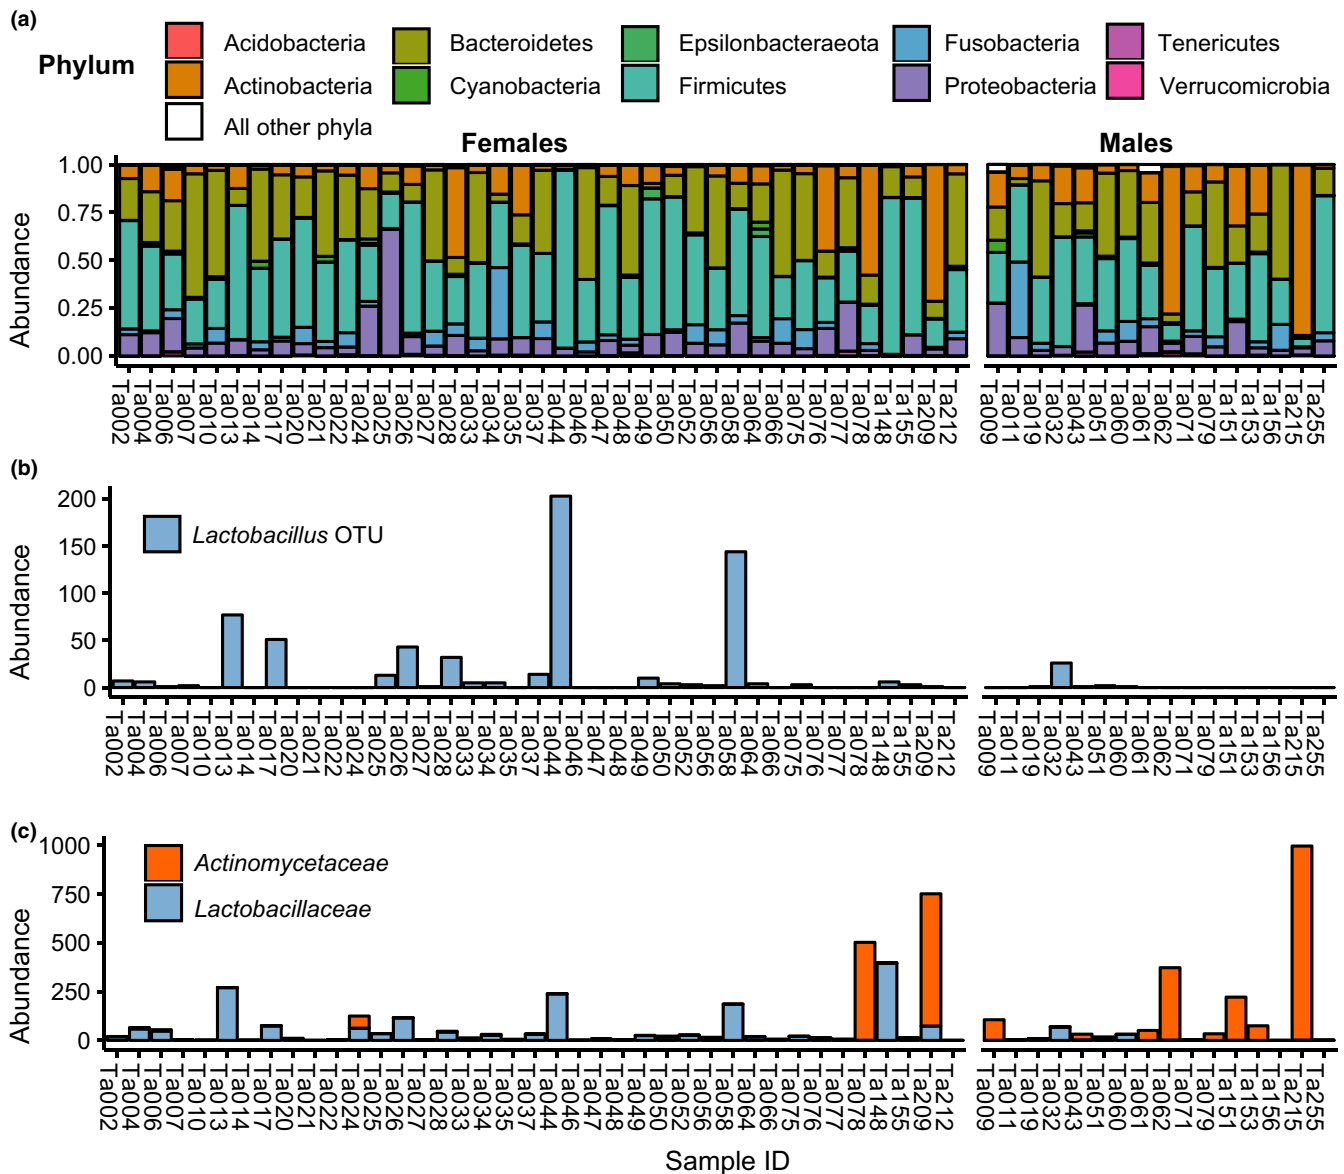 (a)
Phylum
Acidobacteria
Bacteroidetes
Epsilonbacteraeota
Fusobacteria
Tenericutes
Actinobacteria
Cyanobacteria
Firmicutes
Proteobacteria
Verrucomicrobia
All other phyla
Females
Males
Abundance
1.00
0.75
0.50
0.25
0.00
Ta002 Ta004 Ta006 Ta007 Ta010 Ta013 Ta014 Ta017 Ta020 Ta021 Ta022 Ta024 Ta025 Ta026 Ta027 Ta028 Ta033 Ta034 Ta035 Ta037 Ta044 Ta046 Ta047 Ta048 Ta049 Ta050 Ta052 Ta056 Ta058 Ta064 Ta066 Ta075 Ta076 Ta077 Ta078 Ta148 Ta155 Ta209 Ta212
Ta009 Ta011 Ta019 Ta032 Ta043 Ta051 Ta060 Ta061 Ta062 Ta071 Ta079 Ta151 Ta153 Ta156 Ta215 Ta255
(b)
Abundance
200
150
100
50
0
Lactobacillus OTU
Ta002 Ta004 Ta006 Ta007 Ta010 Ta013 Ta014 Ta017 Ta020 Ta021 Ta022 Ta024 Ta025 Ta026 Ta027 Ta028 Ta033 Ta034 Ta035 Ta037 Ta044 Ta046 Ta047 Ta048 Ta049 Ta050 Ta052 Ta056 Ta058 Ta064 Ta066 Ta075 Ta076 Ta077 Ta078 Ta148 Ta155 Ta209 Ta212
Ta009 Ta011 Ta019 Ta032 Ta043 Ta051 Ta060 Ta061 Ta062 Ta071 Ta079 Ta151 Ta153 Ta156 Ta215 Ta255
(c)
Abundance
1000
750
500
250
0
Actinomycetaceae
Lactobacillaceae
Ta002 Ta004 Ta006 Ta007 Ta010 Ta013 Ta014 Ta017 Ta020 Ta021 Ta022 Ta024 Ta025 Ta026 Ta027 Ta028 Ta033 Ta034 Ta035 Ta037 Ta044 Ta046 Ta047 Ta048 Ta049 Ta050 Ta052 Ta056 Ta058 Ta064 Ta066 Ta075 Ta076 Ta077 Ta078 Ta148 Ta155 Ta209 Ta212
Ta009 Ta011 Ta019 Ta032 Ta043 Ta051 Ta060 Ta061 Ta062 Ta071 Ta079 Ta151 Ta153 Ta156 Ta215 Ta255
Sample ID